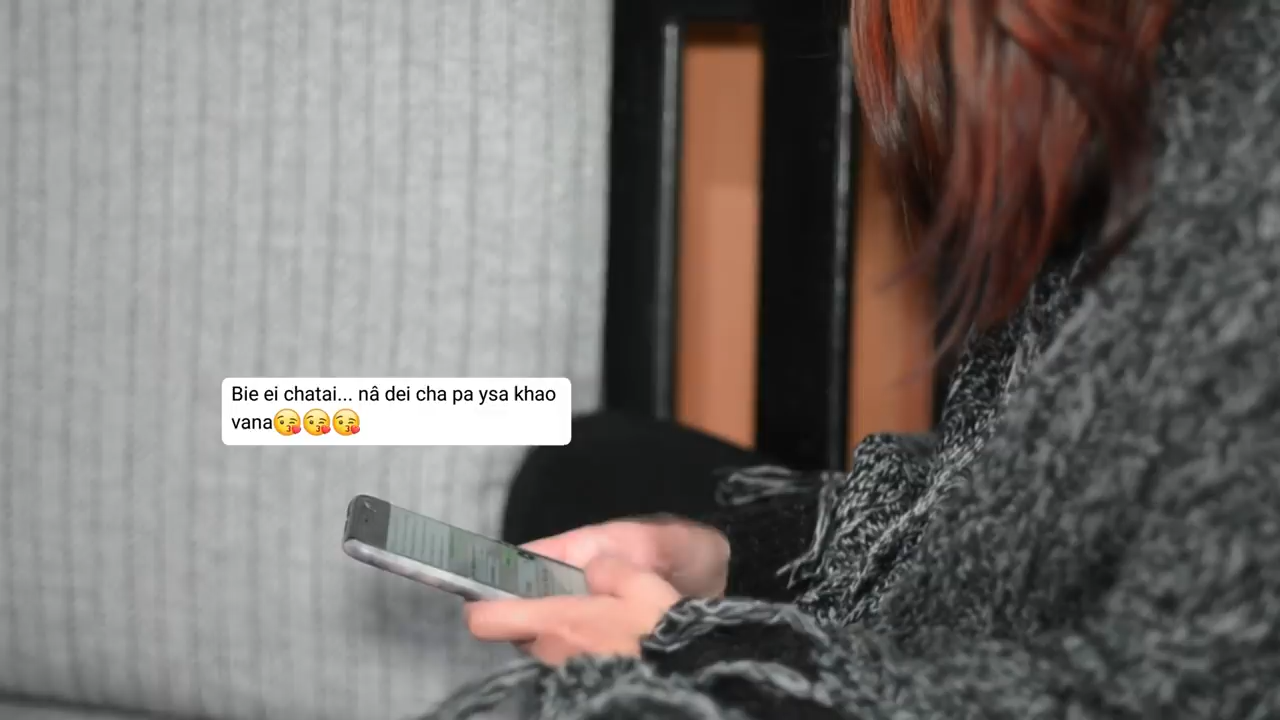 Bie ei chatai... nâ dei cha pa ysa khao
vana😘😘😘